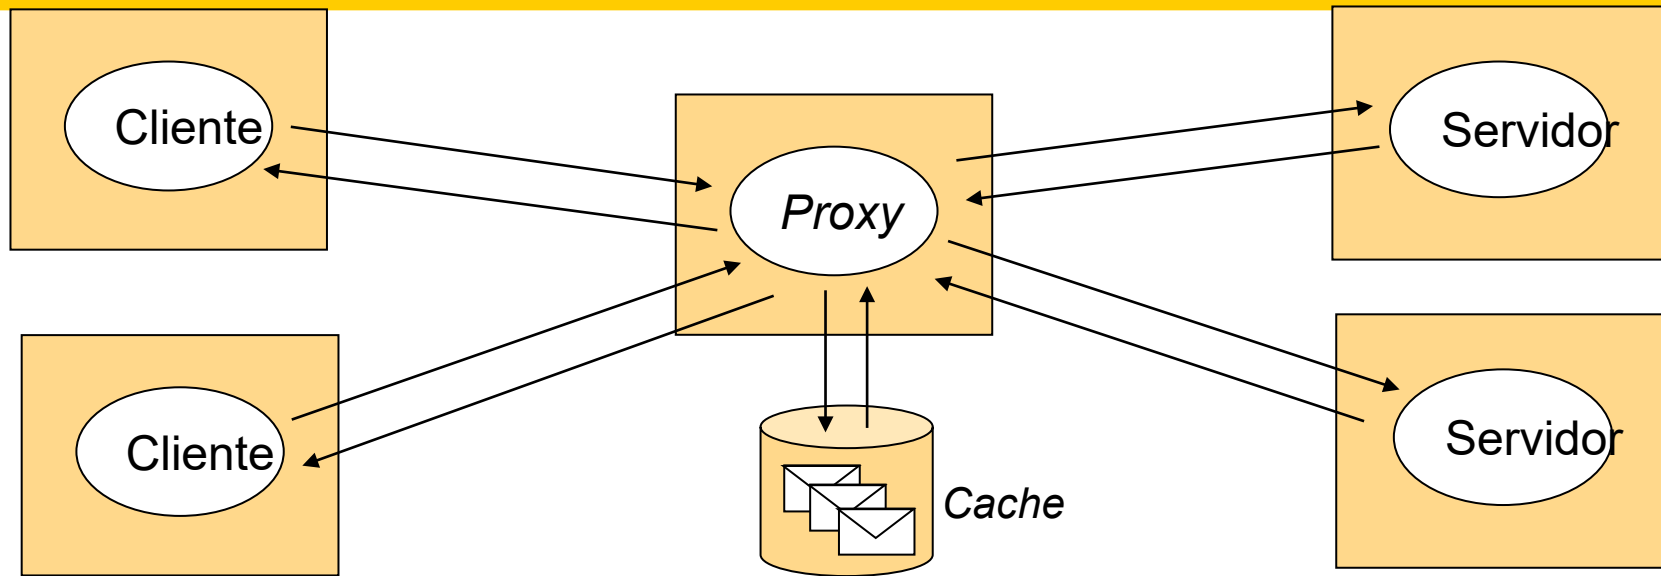 Cliente
Servidor
Proxy
Cliente
Servidor
Cache